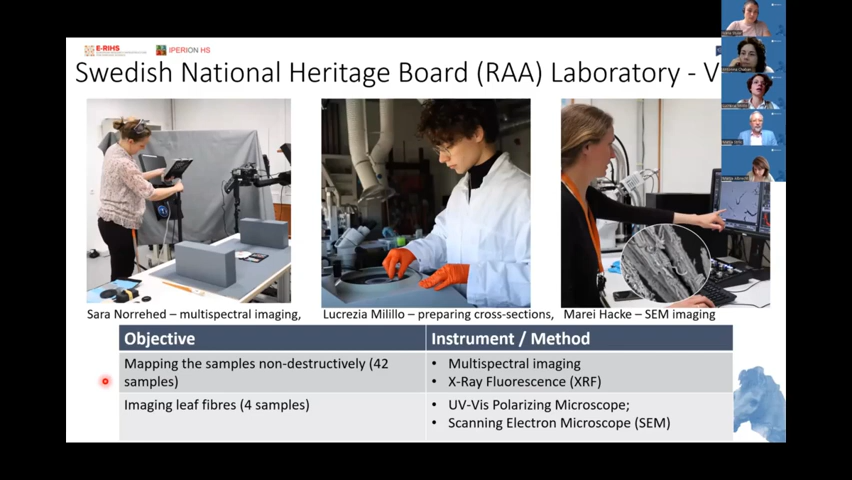 E-RIHS
IPERION HS
Swedish National Heritage Board (RAA) Laboratory - V
Sara Norrehed – multispectral imaging,
Lucrezia Milillo – preparing cross-sections,
Marei Hacke – SEM imaging
Objective
Instrument / Method
Mapping the samples non-destructively (42
samples)
• Multispectral imaging
• X-Ray Fluorescence (XRF)
Imaging leaf fibres (4 samples)
• UV-Vis Polarizing Microscope;
• Scanning Electron Microscope (SEM)